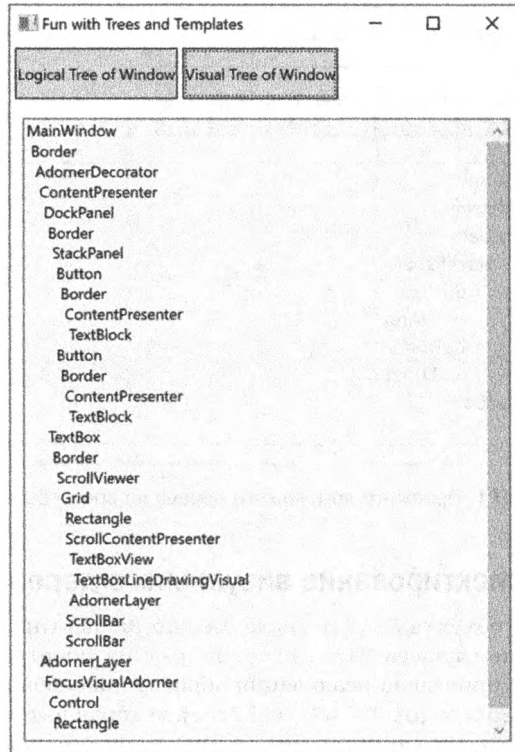 Fun with Trees and Templates
Logical Tree of Window Visual Tree of Window
MainWindow
Border
AdornerDecorator
ContentPresenter
DockPanel
Border
StackPanel
Button
Border
ContentPresenter
TextBlock
Button
Border
ContentPresenter
TextBlock
TextBox
Border
ScrollViewer
Grid
Rectangle
ScrollContentPresenter
TextBoxView
TextBoxLineDrawingVisual
AdornerLayer
ScrollBar
ScrollBar
AdornerLayer
FocusVisualAdorner
Control
Rectangle